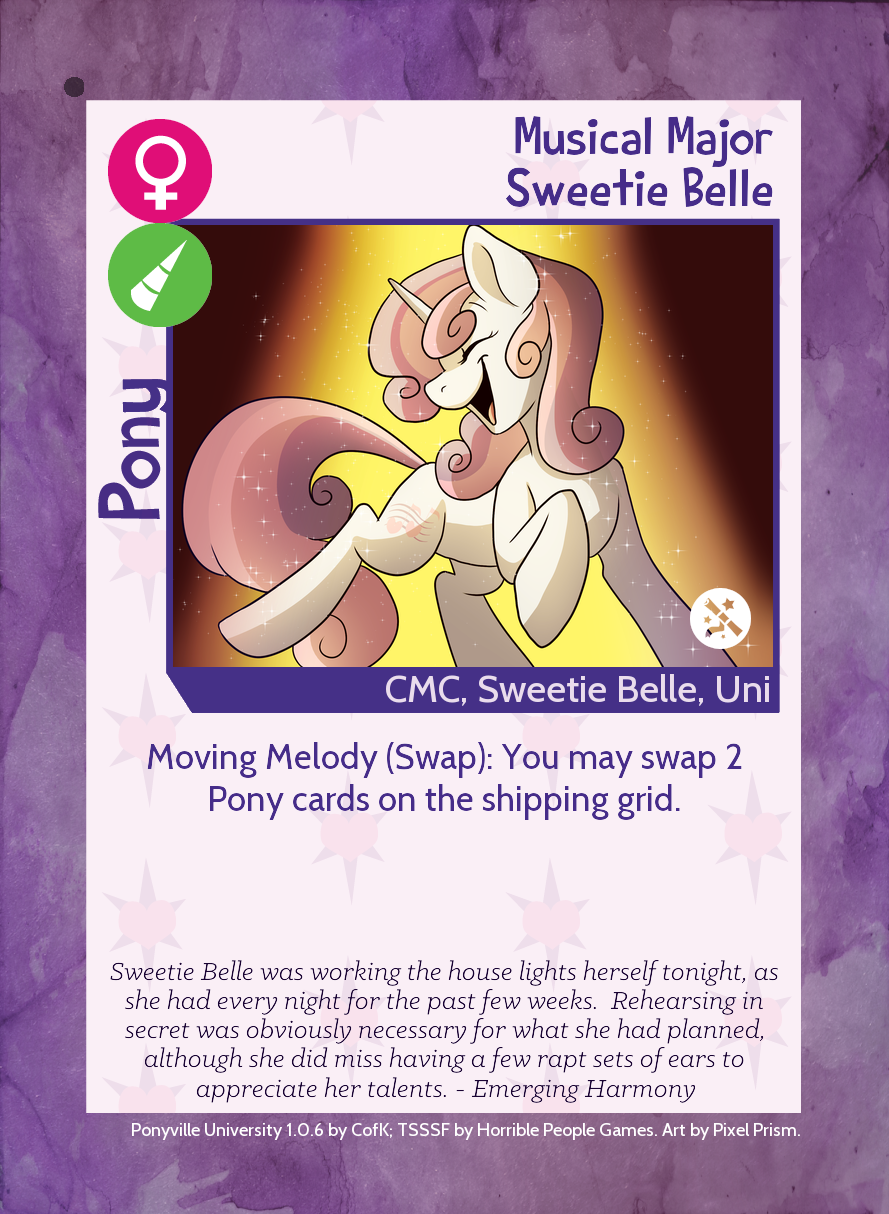 Musical Major
Sweetie Belle
Pony
CMC, Sweetie Belle, Uni
Moving Melody (Swap): You may swap 2
Pony cards on the shipping grid.
Sweetie Belle was working the house lights herself tonight, as
she had every night for the past few weeks.  Rehearsing in
secret was obviously necessary for what she had planned,
although she did miss having a few rapt sets of ears to
appreciate her talents. - Emerging Harmony
Ponyville University 1.0.6 by CofK; TSSSF by Horrible People Games. Art by Pixel Prism.